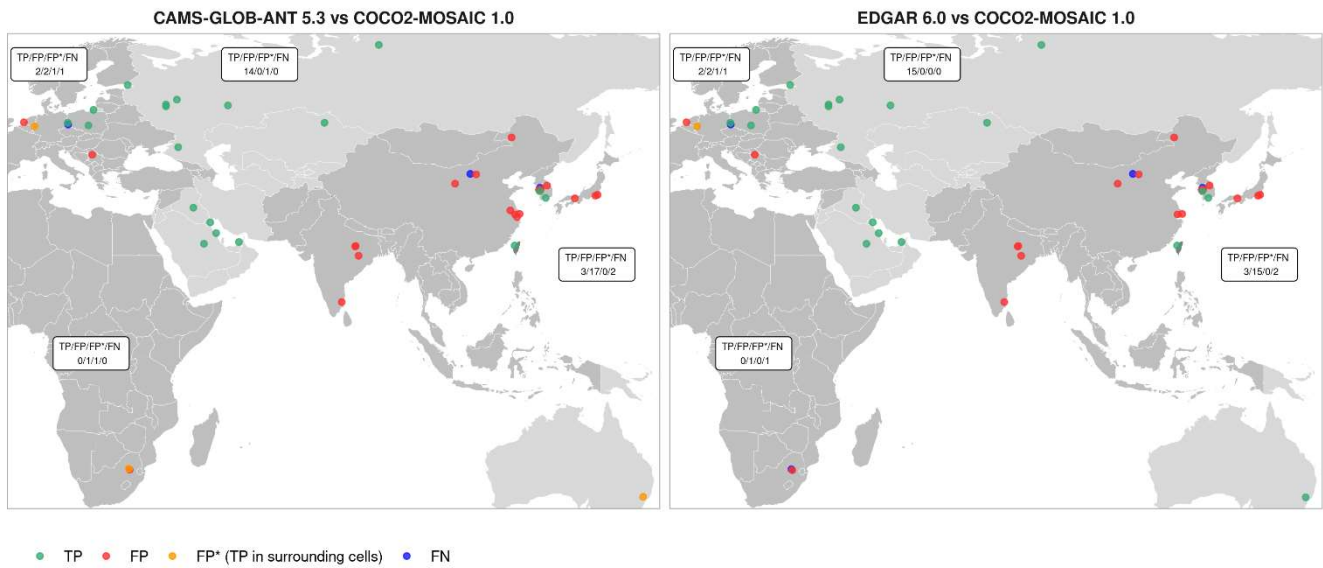 CAMS-GLOB-ANT 5.3 vs COCO2-MOSAIC 1.0
TP/FP/FP*/FN
2/2/1/1
TP/FP/FP*/FN
14/0/1/0
TP/FP/FP*/FN
3/17/0/2
TP/FP/FP*/FN
0/1/1/0
EDGAR 6.0 vs COCO2-MOSAIC 1.0
TP/FP/FP*/FN
2/2/1/1
TP/FP/FP*/FN
15/0/0/0
TP/FP/FP*/FN
3/15/0/2
TP/FP/FP*/FN
0/1/0/1
TP FP FP* (TP in surrounding cells) FN